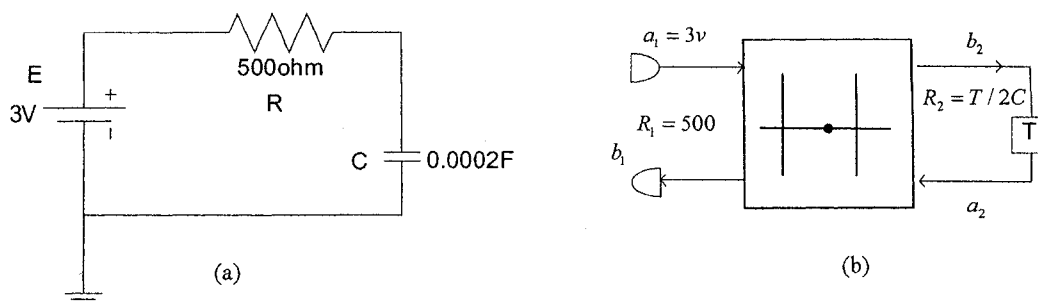 E
3V
+
-
500ohm
R
C
0.0002F
(a)
a₁ = 3v
R₁ = 500
b₁
b₂
R₂ = T / 2C
T
a₂
(b)